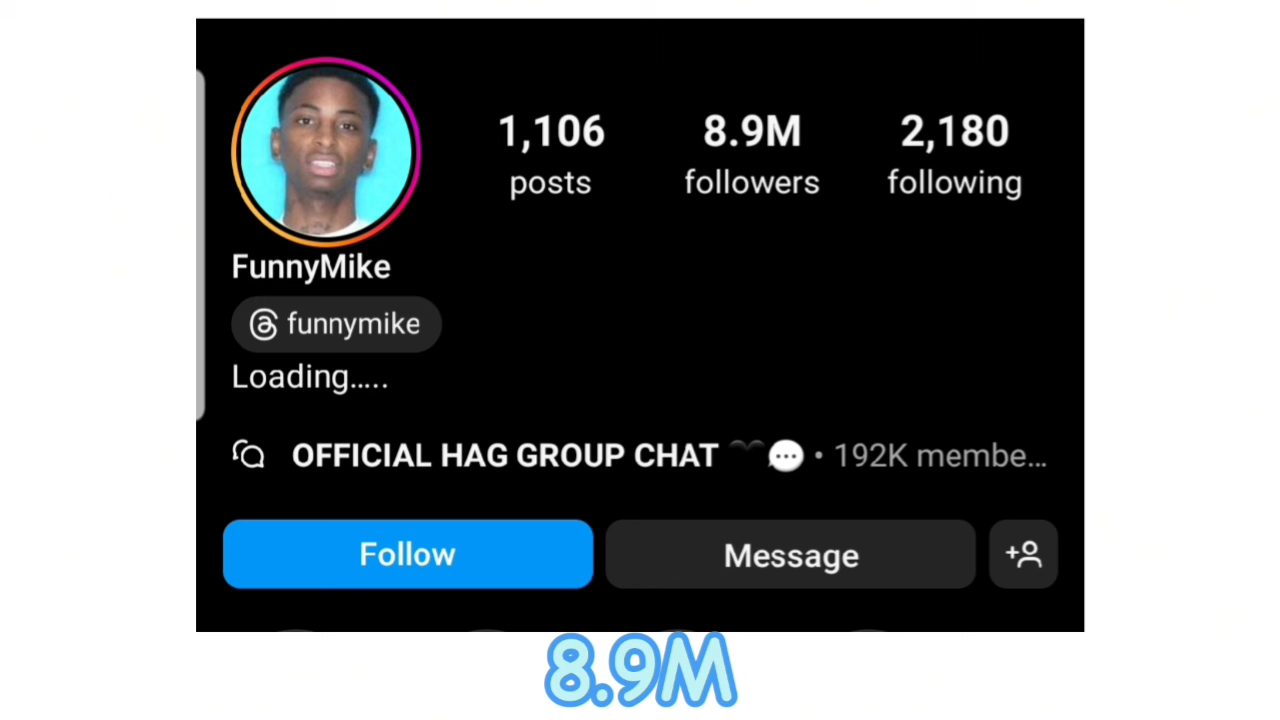 1,106 8.9M 2,180
posts followers following
FunnyMike
funnymike
Loading.....
OFFICIAL HAG GROUP CHAT 🖤💬 • 192K membe...
Follow Message
8.9M